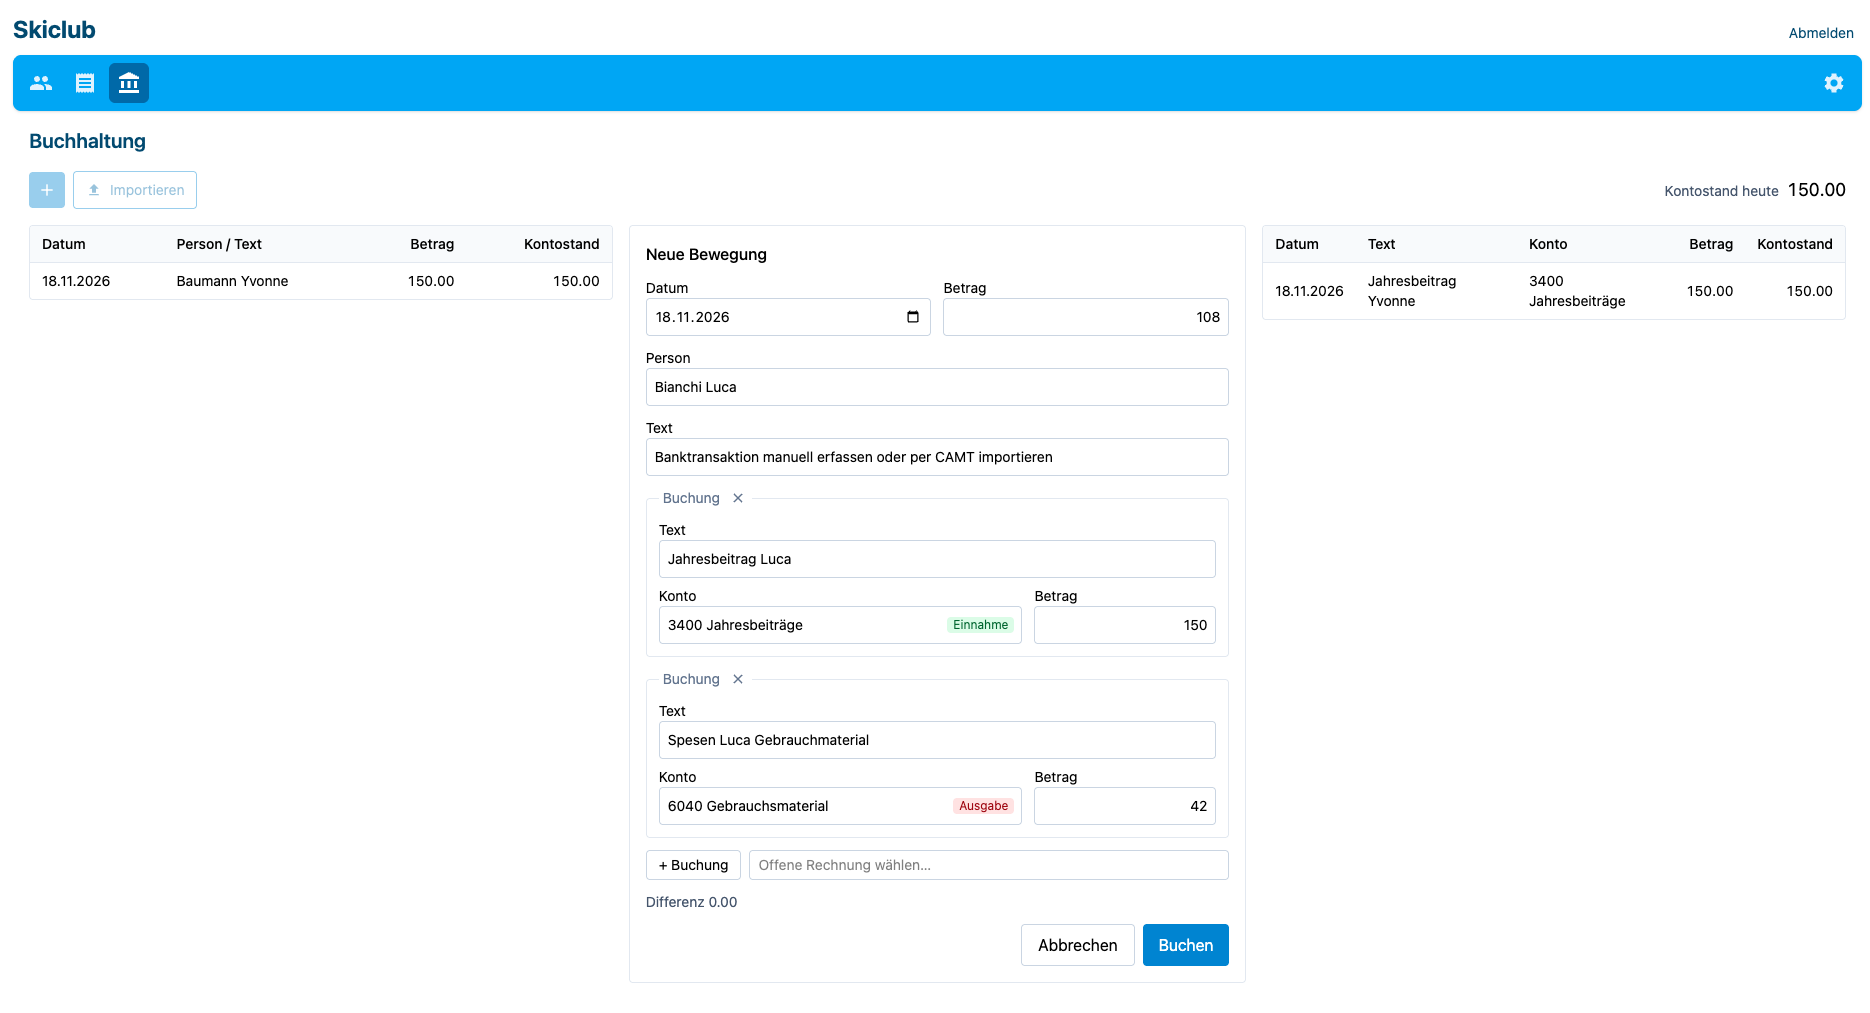 Skiclub
Abmelden
Buchhaltung
+ Importieren
Kontostand heute 150.00
Datum Person / Text Betrag Kontostand
18.11.2026 Baumann Yvonne 150.00 150.00
Neue Bewegung
Datum Betrag
18.11.2026 108
Person
Bianchi Luca
Text
Banktransaktion manuell erfassen oder per CAMT importieren
Buchung ×
Text
Jahresbeitrag Luca
Konto Betrag
3400 Jahresbeiträge Einnahme 150
Buchung ×
Text
Spesen Luca Gebrauchmaterial
Konto Betrag
6040 Gebrauchsmaterial Ausgabe 42
+ Buchung Offene Rechnung wählen...
Differenz 0.00
Abbrechen Buchen
Datum Text Konto Betrag Kontostand
18.11.2026 Jahresbeitrag 3400 150.00 150.00
Yvonne Jahresbeiträge